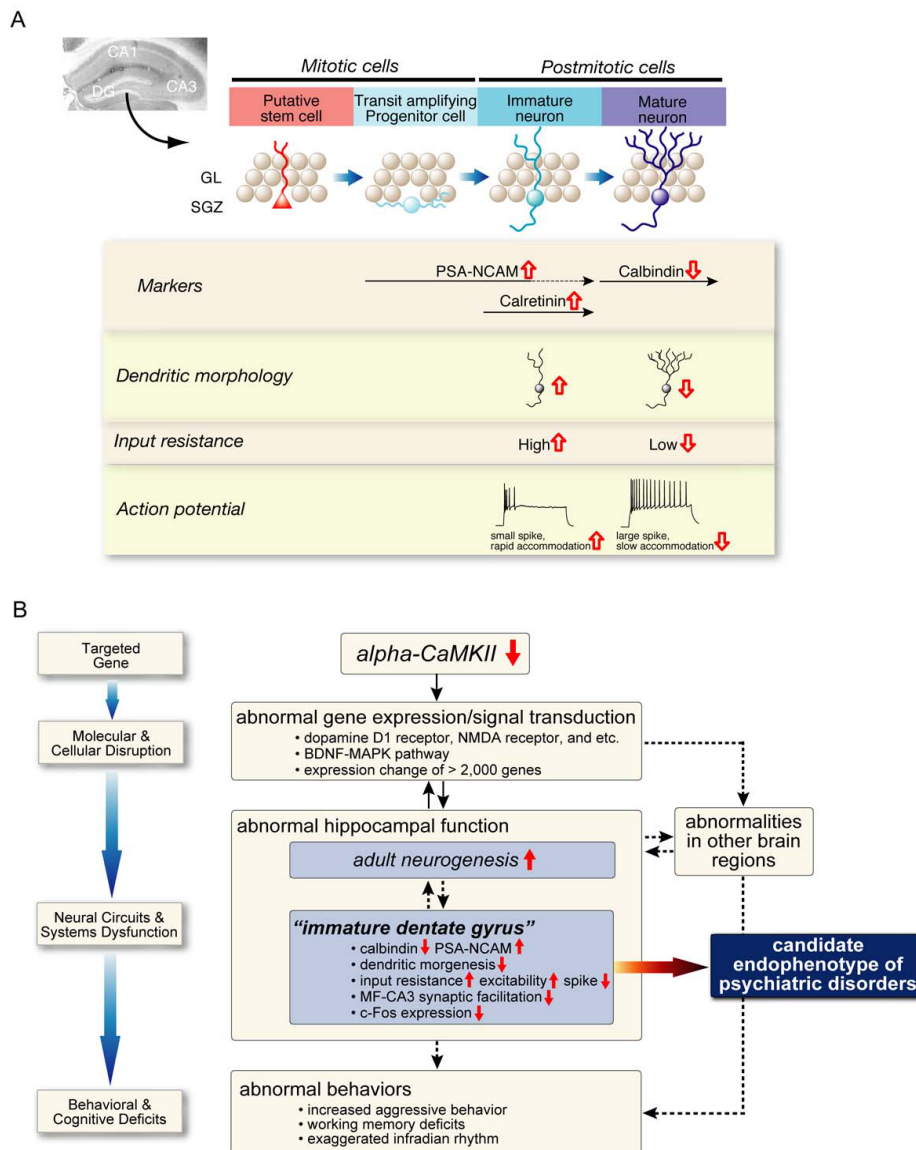 A
CA1
CA3
DG
Mitotic cells
Postmitotic cells
Putative
stem cell
Transit amplifying
Progenitor cell
Immature
neuron
Mature
neuron
GL
SGZ
Markers
PSA-NCAM
Calbindin
Calretinin
Dendritic morphology
Input resistance
High
Low
Action potential
small spike,
rapid accommodation
large spike,
slow accommodation
B
Targeted
Gene
Molecular &
Cellular Disruption
Neural Circuits &
Systems Dysfunction
Behavioral &
Cognitive Deficits
alpha-CaMKII
abnormal gene expression/signal transduction
• dopamine D1 receptor, NMDA receptor, and etc.
• BDNF-MAPK pathway
• expression change of > 2,000 genes
abnormal hippocampal function
adult neurogenesis
“immature dentate gyrus”
• calbindin PSA-NCAM
• dendritic morgenesis
• input resistance excitability spike
• MF-CA3 synaptic facilitation
• c-Fos expression
abnormalities
in other brain
regions
candidate
endophenotype of
psychiatric disorders
abnormal behaviors
• increased aggressive behavior
• working memory deficits
• exaggerated infradian rhythm